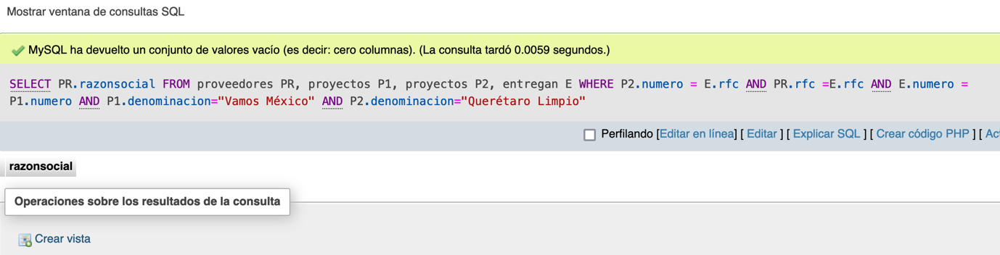 Mostrar ventana de consultas SQL
MySQL ha devuelto un conjunto de valores vacío (es decir: cero columnas). (La consulta tardó 0.0059 segundos.)
SELECT PR.razonsocial FROM proveedores PR, proyectos P1, proyectos P2, entregan E WHERE P2.numero = E.rfc AND PR.rfc =E.rfc AND E.numero =
P1.numero AND P1.denominacion="Vamos México" AND P2.denominacion="Querétaro Limpio"
Perfilando [Editar en línea] [ Editar ] [ Explicar SQL ] [ Crear código PHP ] [ Act
razonsocial
Operaciones sobre los resultados de la consulta
Crear vista